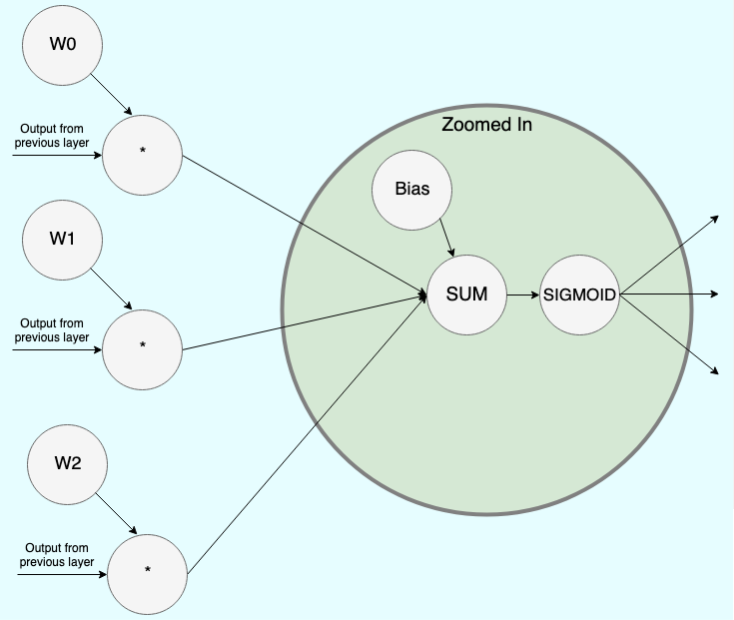 W0
Output from
previous layer
*
Zoomed In
Bias
W1
SUM
SIGMOID
Output from
previous layer
*
W2
Output from
previous layer
*